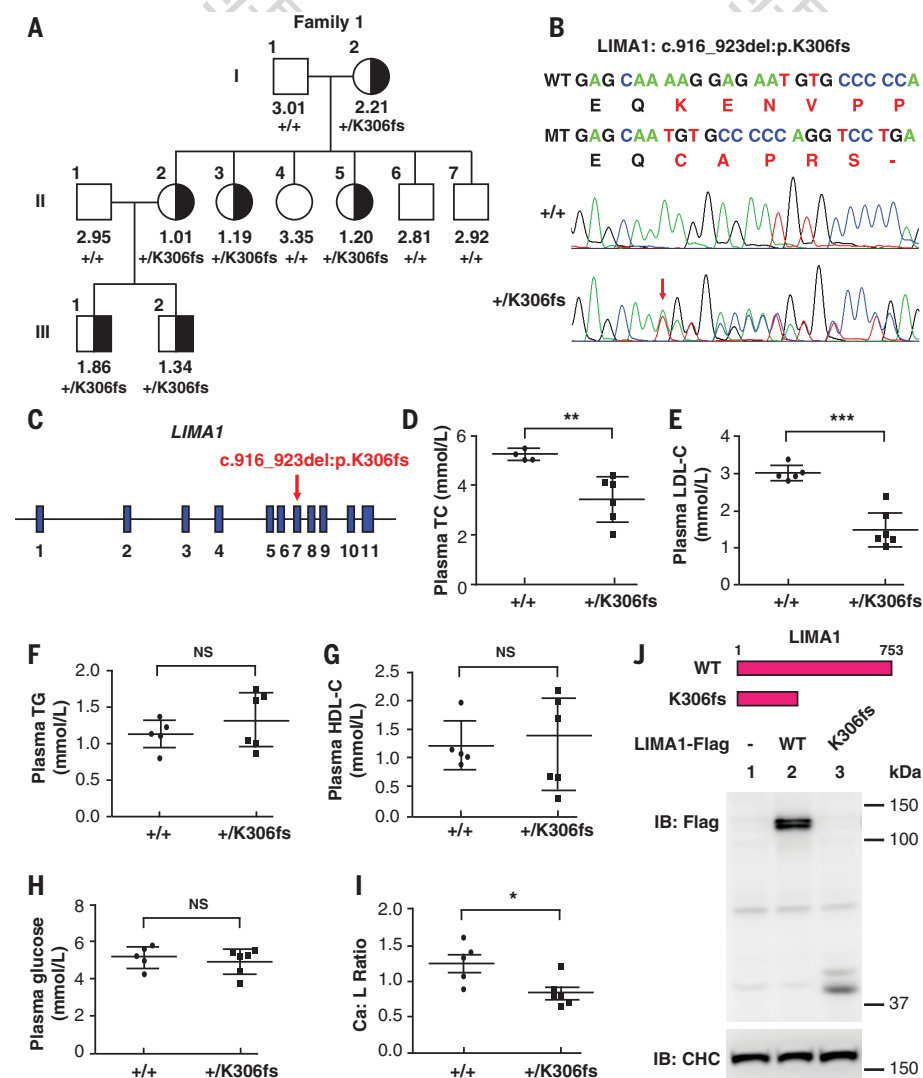 A
Family 1
1
2
I
3.01
2.21
+/+
+/K306fs
1
2
3
4
5
6
7
II
2.95
1.01
1.19
3.35
1.20
2.81
2.92
+/+
+/K306fs
+/K306fs
+/+
+/K306fs
+/+
+/+
1
2
III
1.86
1.34
+/K306fs
+/K306fs
B
LIMA1: c.916_923del:p.K306fs
WT GAG CAA AAG GAG AAT GTG CCC CCA
E Q K E N V P P
MT GAG CAA TGT GCC CCC AGG TCC TGA
E Q C A P R S -
+/+
+/K306fs
C
LIMA1
c.916_923del:p.K306fs
1 2 3 4 5 6 7 8 9 10 11
D
**
Plasma TC (mmol/L)
6
4
2
0
+/+
+/K306fs
E
***
Plasma LDL-C
(mmol/L)
4
3
2
1
0
+/+
+/K306fs
F
NS
Plasma TG
(mmol/L)
2.0
1.5
1.0
0.5
0.0
+/+
+/K306fs
G
NS
Plasma HDL-C
(mmol/L)
2.5
2.0
1.5
1.0
0.5
0.0
+/+
+/K306fs
H
NS
Plasma glucose
(mmol/L)
8
6
4
2
0
+/+
+/K306fs
I
*
Ca: L Ratio
2.0
1.5
1.0
0.5
0.0
+/+
+/K306fs
J
LIMA1
1
753
WT
K306fs
LIMA1-Flag - WT K306fs
1 2 3 kDa
IB: Flag
150
100
37
IB: CHC
150